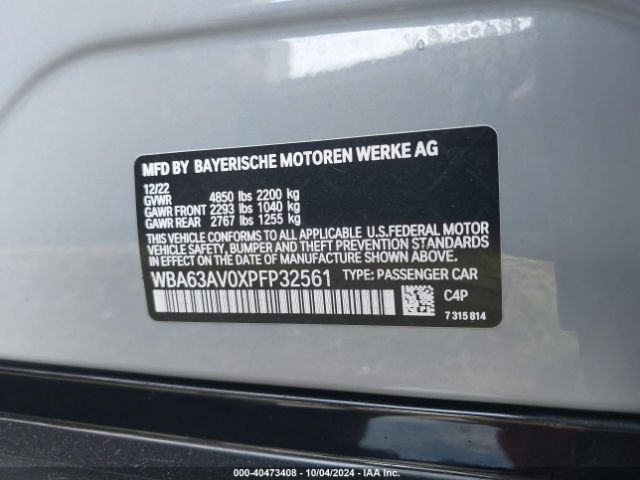 MFD BY BAYERISCHE MOTOREN WERKE AG
12/22
GVWR 4850 lbs 2200 kg
GAWR FRONT 2293 lbs 1040 kg
GAWR REAR 2767 lbs 1255 kg
THIS VEHICLE CONFORMS TO ALL APPLICABLE U.S.FEDERAL MOTOR
VEHICLE SAFETY, BUMPER AND THEFT PREVENTION STANDARDS
IN EFFECT ON THE DATE OF MANUFACTURE SHOWN ABOVE.
WBA63AV0XPFP32561 TYPE: PASSENGER CAR
C4P
7 315 814
000-40473408 - 10/04/2024 - IAA Inc.